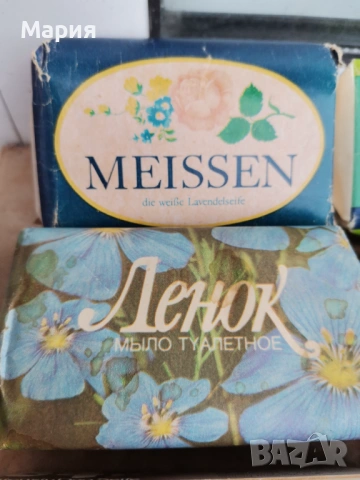 Мария
MEISSEN
die weiße Lavendelseife
Ленок
МЫЛО ТУАЛЕТНОЕ
BAZAR